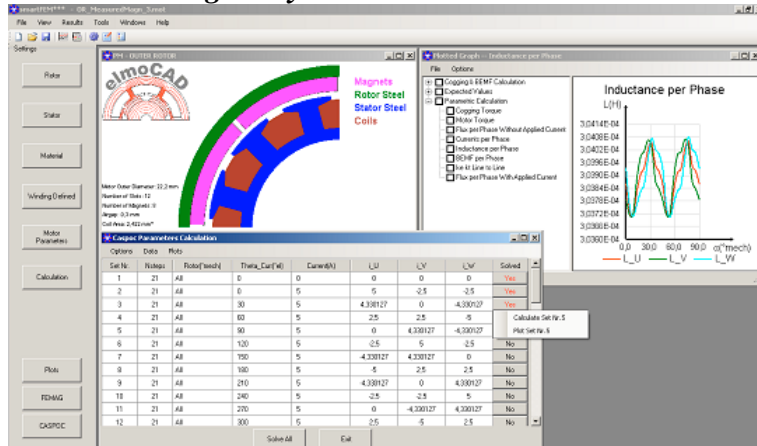 smartFEM*** - OR_MeasuresMagn_3.mot
File View Results Tools Windows Help
Settings
Rotor
Stator
Material
Winding Defined
Motor Parameters
Calculation
Plots
FEMAG
CASPOC
PM - OUTER ROTOR
elmoCAD
Magnets
Rotor Steel
Stator Steel
Coils
Motor Outer Diameter: 22,2 mm
Number of Slots: 12
Number of Magnets: 8
Airgap: 0,3 mm
Coil Area: 2,422 mm²
Plotted Graph -- Inductance per Phase
File Options
Cogging & BEMF Calculation
Expected Values
Parametric Calculation
Cogging Torque
Motor Torque
Flux per Phase Without Applied Current
Currents per Phase
Inductance per Phase
BEMF per Phase
ke-kt Line to Line
Flux per Phase With Applied Current
Inductance per Phase
L(H)
3,0414E-04
3,0408E-04
3,0402E-04
3,0396E-04
3,0390E-04
3,0384E-04
3,0378E-04
3,0372E-04
3,0366E-04
3,0360E-04
0,0 30,0 60,0 90,0 α(°mech)
L_U L_V L_W
Caspoc Parameters Calculation
Options Data Plots
Set Nr. Nsteps Rotor(°mech) Theta_Curr(°el) Current(A) i_U i_V i_W Solved
1 21 All 0 0 0 0 0 Yes
2 21 All 0 5 5 -2,5 -2,5 Yes
3 21 All 30 5 4,330127 0 -4,330127 Yes
4 21 All 60 5 2,5 2,5 -5
5 21 All 90 5 0 4,330127 -4,330127
6 21 All 120 5 -2,5 5 -2,5 No
7 21 All 150 5 -4,330127 4,330127 0 No
8 21 All 180 5 -5 2,5 2,5 No
9 21 All 210 5 -4,330127 0 4,330127 No
10 21 All 240 5 -2,5 -2,5 5 No
11 21 All 270 5 0 -4,330127 4,330127 No
12 21 All 300 5 2,5 -5 2,5 No
Calculate Set Nr. 5
Plot Set Nr. 5
Solve All Exit